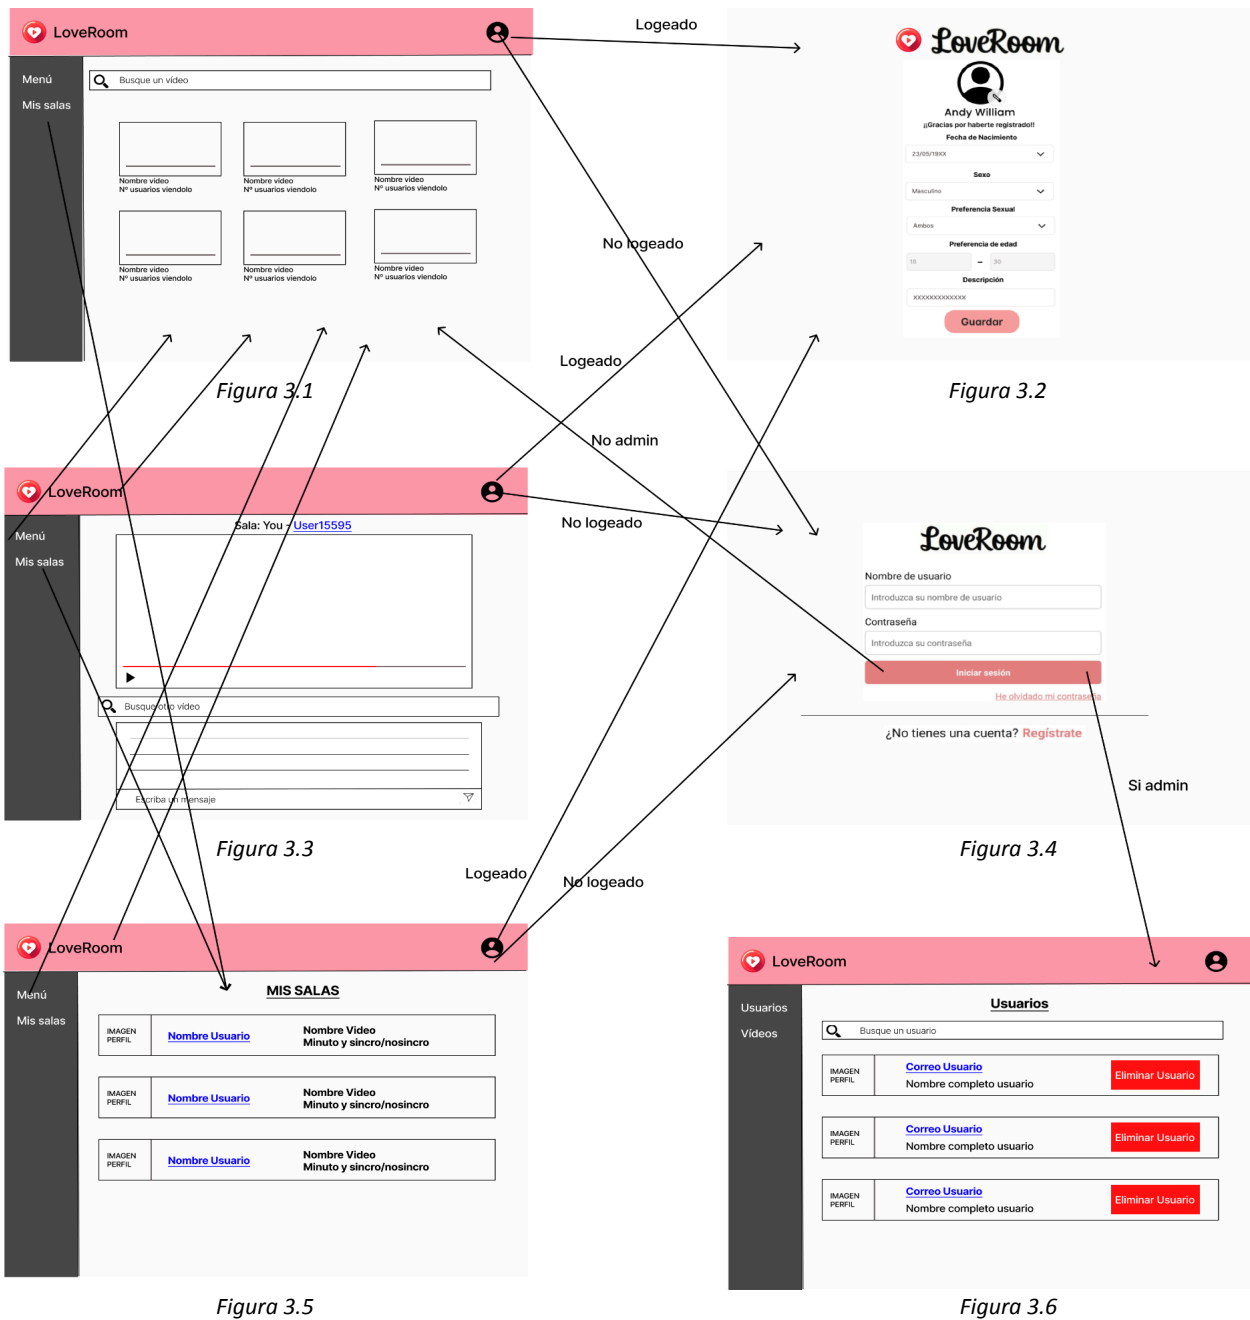 LoveRoom
Menú
Mis salas
Busque un vídeo
Nombre video
Nº usuarios viendolo
Nombre video
Nº usuarios viendolo
Nombre video
Nº usuarios viendolo
Nombre video
Nº usuarios viendolo
Nombre video
Nº usuarios viendolo
Nombre video
Nº usuarios viendolo
Figura 3.1
Logeado
No logeado
LoveRoom
Andy William
¡¡Gracias por haberte registrado!!
Fecha de Nacimiento
23/05/19XX
Sexo
Masculino
Preferencia Sexual
Ambos
Preferencia de edad
18 – 30
Descripción
XXXXXXXXXXXXX
Guardar
Figura 3.2
Logeado
No admin
No logeado
LoveRoom
Menú
Mis salas
Sala: You - User15595
Busque otro vídeo
Escriba un mensaje
Figura 3.3
LoveRoom
Nombre de usuario
Introduzca su nombre de usuario
Contraseña
Introduzca su contraseña
Iniciar sesión
He olvidado mi contraseña
¿No tienes una cuenta? Regístrate
Si admin
Figura 3.4
Logeado
No logeado
LoveRoom
Menú
Mis salas
MIS SALAS
IMAGEN PERFIL
Nombre Usuario
Nombre Video
Minuto y sincro/nosincro
IMAGEN PERFIL
Nombre Usuario
Nombre Video
Minuto y sincro/nosincro
IMAGEN PERFIL
Nombre Usuario
Nombre Video
Minuto y sincro/nosincro
Figura 3.5
LoveRoom
Usuarios
Vídeos
Usuarios
Busque un usuario
IMAGEN PERFIL
Correo Usuario
Nombre completo usuario
Eliminar Usuario
IMAGEN PERFIL
Correo Usuario
Nombre completo usuario
Eliminar Usuario
IMAGEN PERFIL
Correo Usuario
Nombre completo usuario
Eliminar Usuario
Figura 3.6